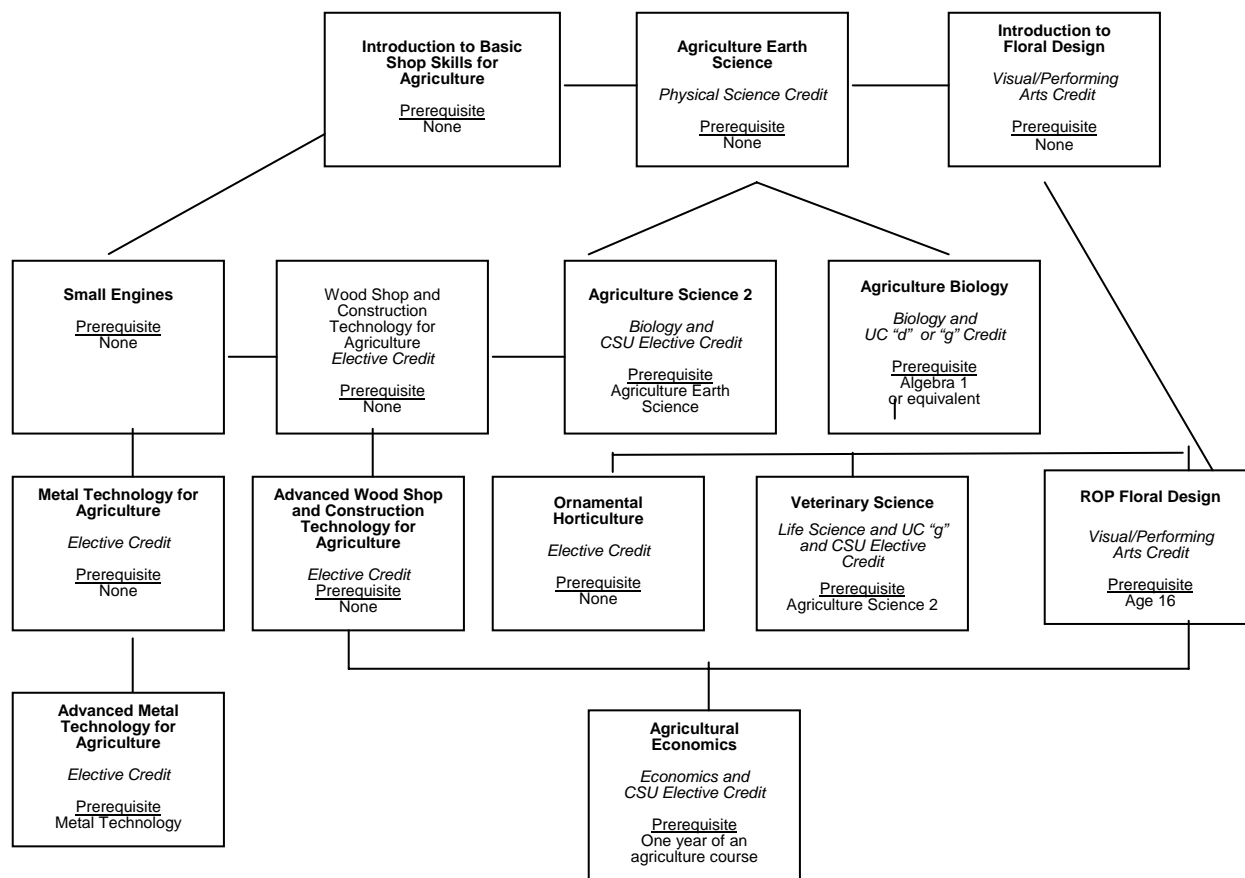 Introduction to Basic
Shop Skills for
Agriculture
Prerequisite
None
Agriculture Earth
Science
Physical Science Credit
Prerequisite
None
Introduction to
Floral Design
Visual/Performing
Arts Credit
Prerequisite
None
Small Engines
Prerequisite
None
Wood Shop and
Construction
Technology for
Agriculture
Elective Credit
Prerequisite
None
Agriculture Science 2
Biology and
CSU Elective Credit
Prerequisite
Agriculture Earth
Science
Agriculture Biology
Biology and
UC “d” or “g” Credit
Prerequisite
Algebra 1
or equivalent
Metal Technology for
Agriculture
Elective Credit
Prerequisite
None
Advanced Wood Shop
and Construction
Technology for
Agriculture
Elective Credit
Prerequisite
None
Ornamental
Horticulture
Elective Credit
Prerequisite
None
Veterinary Science
Life Science and UC “g”
and CSU Elective
Credit
Prerequisite
Agriculture Science 2
ROP Floral Design
Visual/Performing
Arts Credit
Prerequisite
Age 16
Advanced Metal
Technology for
Agriculture
Elective Credit
Prerequisite
Metal Technology
Agricultural
Economics
Economics and
CSU Elective Credit
Prerequisite
One year of an
agriculture course